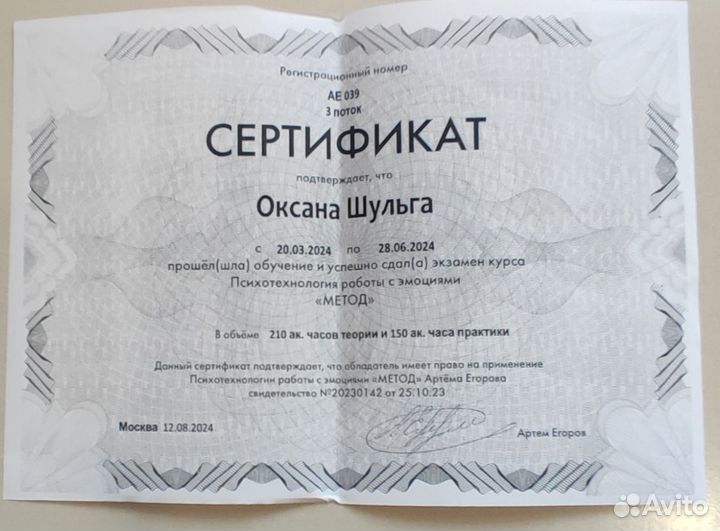 Регистрационный номер
АЕ 039
3 поток
СЕРТИФИКАТ
подтверждает, что
Оксана Шульга
с 20.03.2024 по 28.06.2024
прошёл(шла) обучение и успешно сдал(а) экзамен курса
Психотехнология работы с эмоциями
«МЕТОД»
В объёме 210 ак. часов теории и 150 ак. часа практики
Данный сертификат подтверждает, что обладатель имеет право на применение
Психотехнологии работы с эмоциями «МЕТОД» Артёма Егорова
свидетельство №20230142 от 25.10.23
Москва 12.08.2024
Артем Егоров
Avito